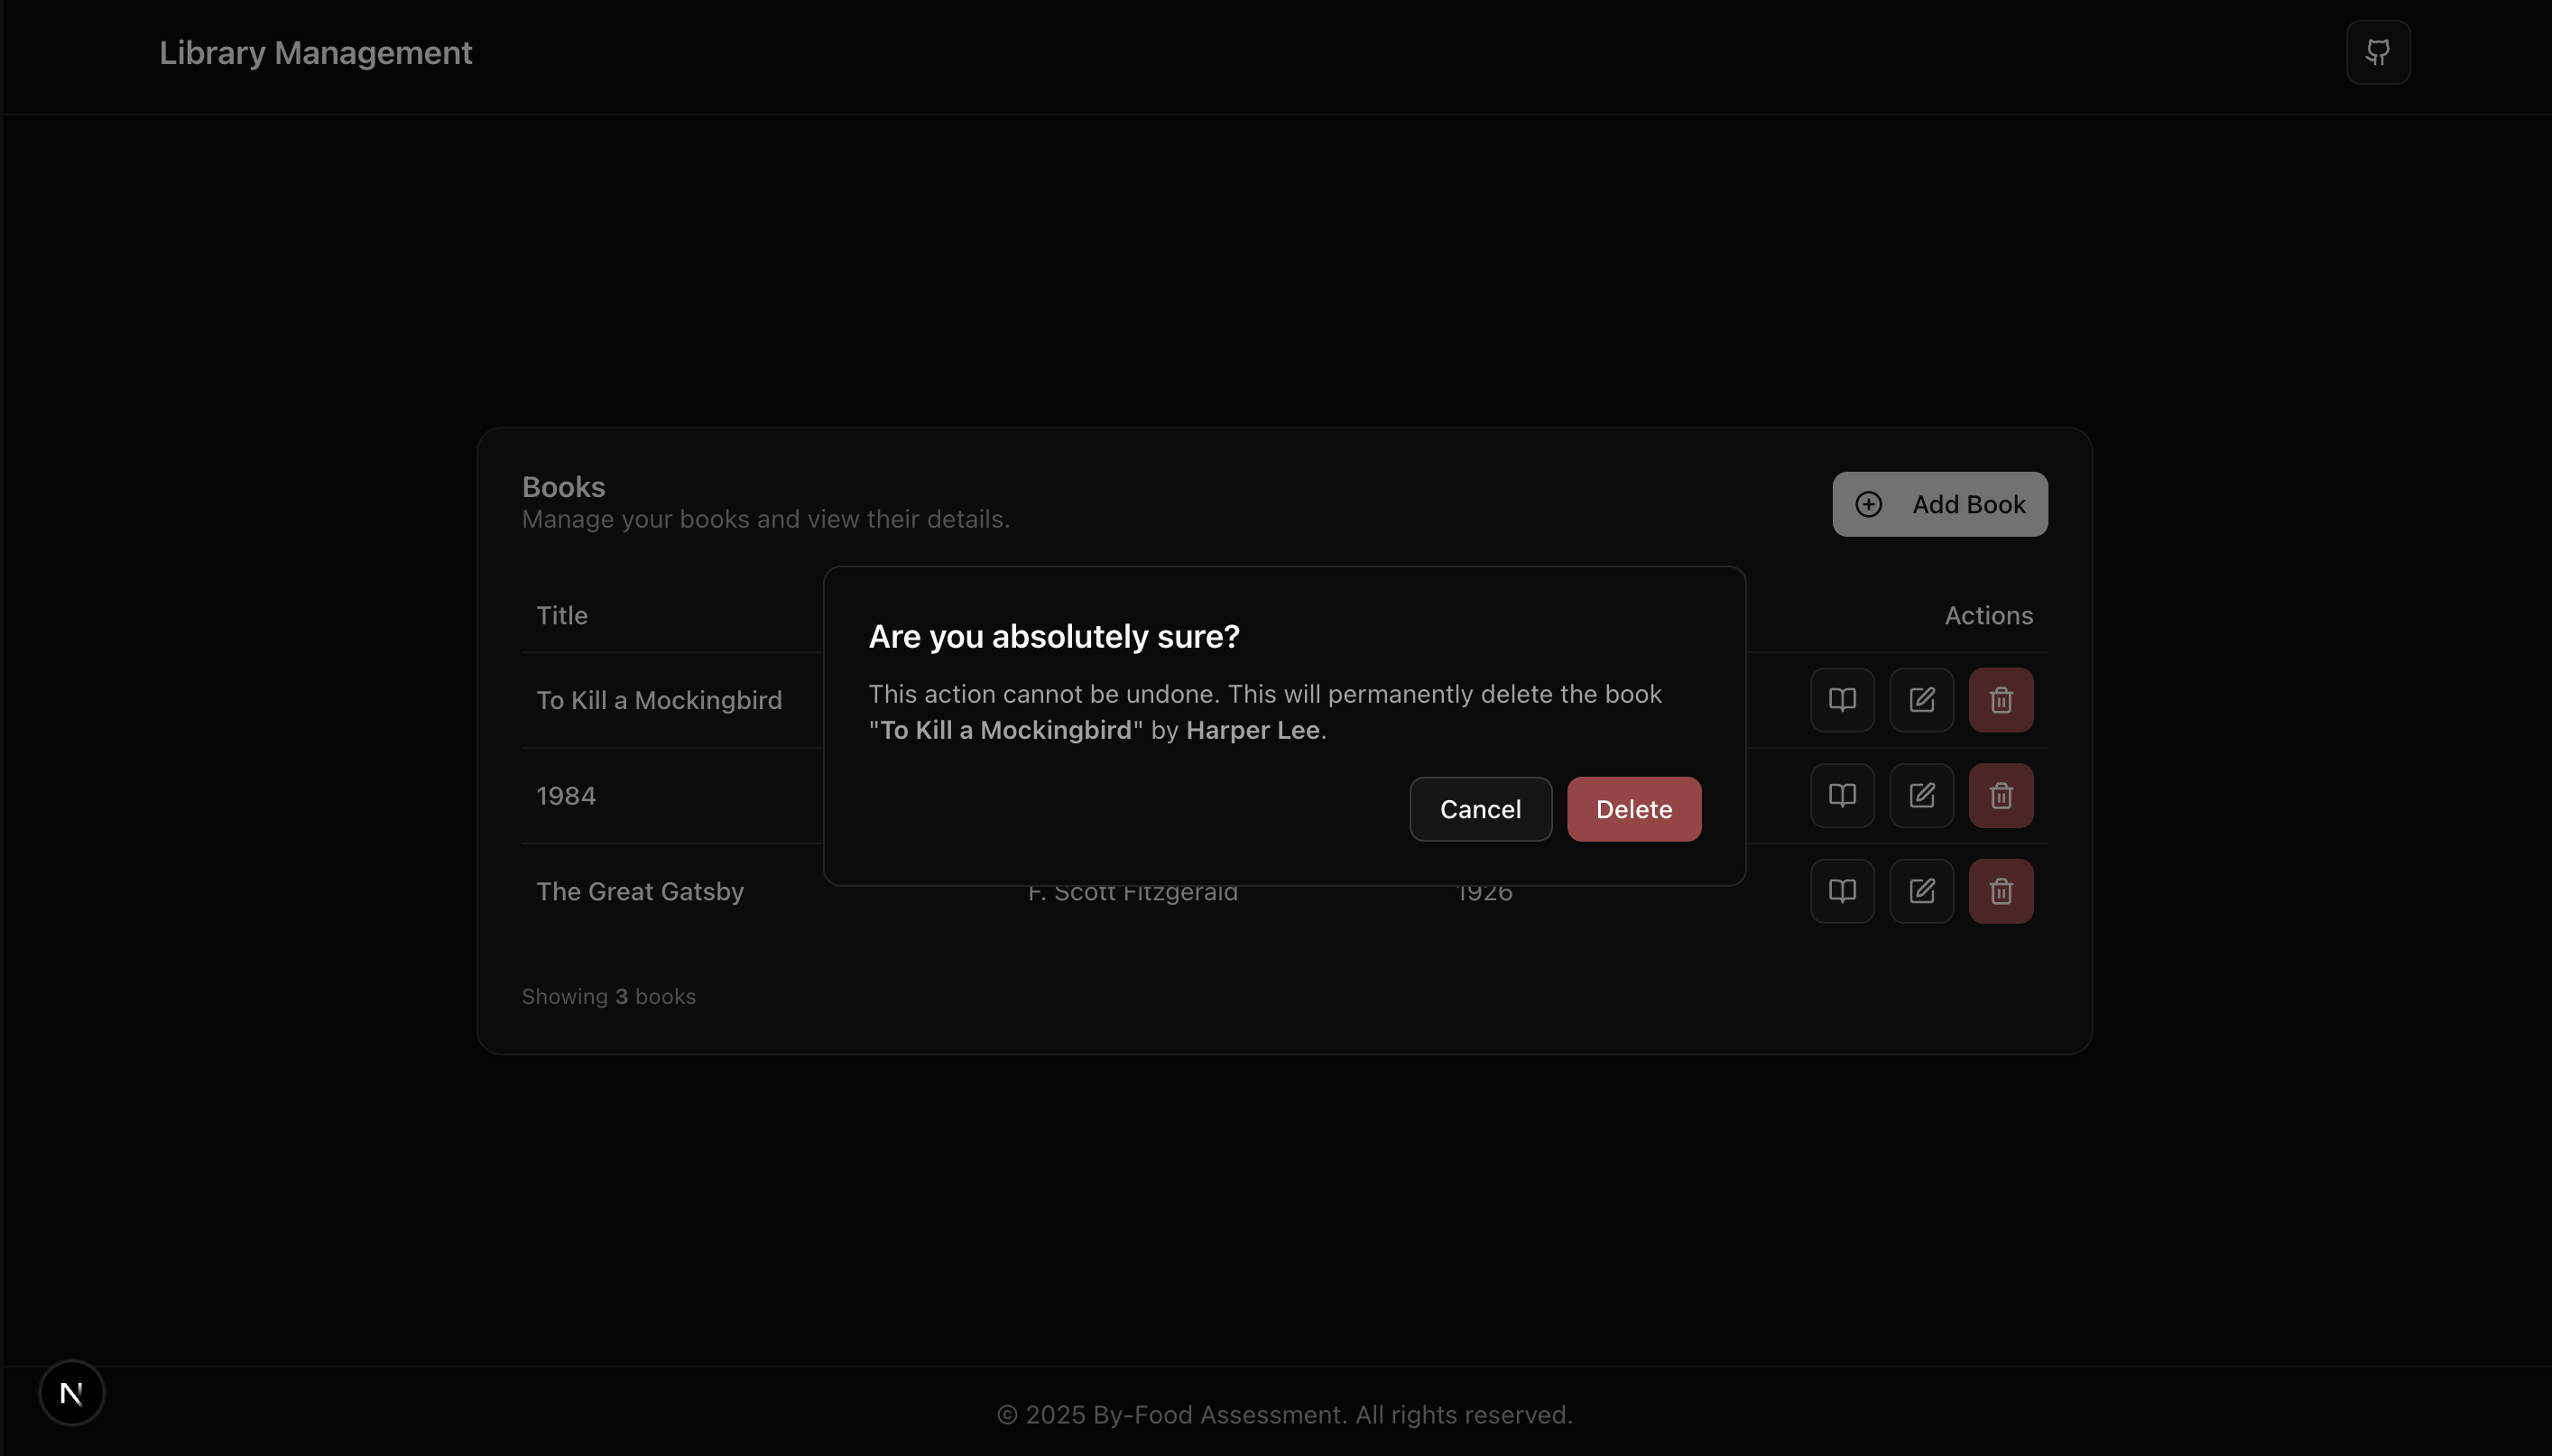 Library Management
Books
Manage your books and view their details.
Add Book
Title
Actions
To Kill a Mockingbird
1984
The Great Gatsby
F. Scott Fitzgerald
1926
Are you absolutely sure?
This action cannot be undone. This will permanently delete the book
"To Kill a Mockingbird" by Harper Lee.
Cancel
Delete
Showing 3 books
N
© 2025 By-Food Assessment. All rights reserved.